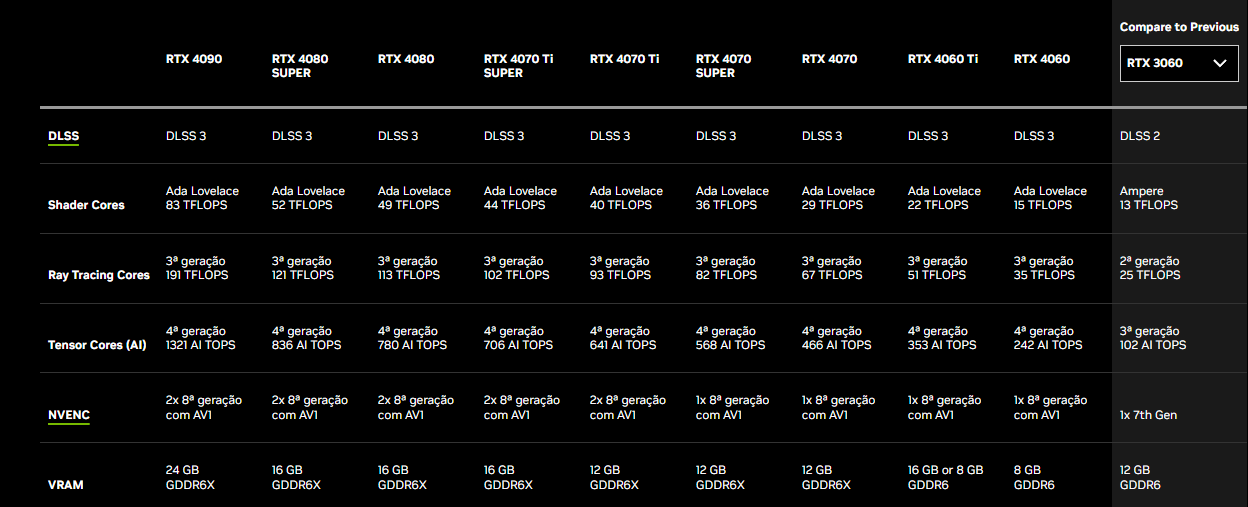 Compare to Previous
RTX 4090 RTX 4080 SUPER RTX 4080 RTX 4070 Ti SUPER RTX 4070 Ti RTX 4070 SUPER RTX 4070 RTX 4060 Ti RTX 4060 RTX 3060
DLSS DLSS 3 DLSS 3 DLSS 3 DLSS 3 DLSS 3 DLSS 3 DLSS 3 DLSS 3 DLSS 3 DLSS 2
Ada Lovelace Ada Lovelace Ada Lovelace Ada Lovelace Ada Lovelace Ada Lovelace Ada Lovelace Ada Lovelace Ada Lovelace Ampere
Shader Cores 83 TFLOPS 52 TFLOPS 49 TFLOPS 44 TFLOPS 40 TFLOPS 36 TFLOPS 29 TFLOPS 22 TFLOPS 15 TFLOPS 13 TFLOPS
3ª geração 3ª geração 3ª geração 3ª geração 3ª geração 3ª geração 3ª geração 3ª geração 3ª geração 2ª geração
Ray Tracing Cores 191 TFLOPS 121 TFLOPS 113 TFLOPS 102 TFLOPS 93 TFLOPS 82 TFLOPS 67 TFLOPS 51 TFLOPS 35 TFLOPS 25 TFLOPS
4ª geração 4ª geração 4ª geração 4ª geração 4ª geração 4ª geração 4ª geração 4ª geração 4ª geração 3ª geração
Tensor Cores (AI) 1321 AI TOPS 836 AI TOPS 780 AI TOPS 706 AI TOPS 641 AI TOPS 568 AI TOPS 466 AI TOPS 353 AI TOPS 242 AI TOPS 102 AI TOPS
2x 8ª geração 2x 8ª geração 2x 8ª geração 2x 8ª geração 2x 8ª geração 1x 8ª geração 1x 8ª geração 1x 8ª geração 1x 8ª geração
NVENC com AV1 com AV1 com AV1 com AV1 com AV1 com AV1 com AV1 com AV1 com AV1 1x 7th Gen
24 GB 16 GB 16 GB 16 GB 12 GB 12 GB 12 GB 16 GB or 8 GB 8 GB 12 GB
VRAM GDDR6X GDDR6X GDDR6X GDDR6X GDDR6X GDDR6X GDDR6X GDDR6 GDDR6 GDDR6